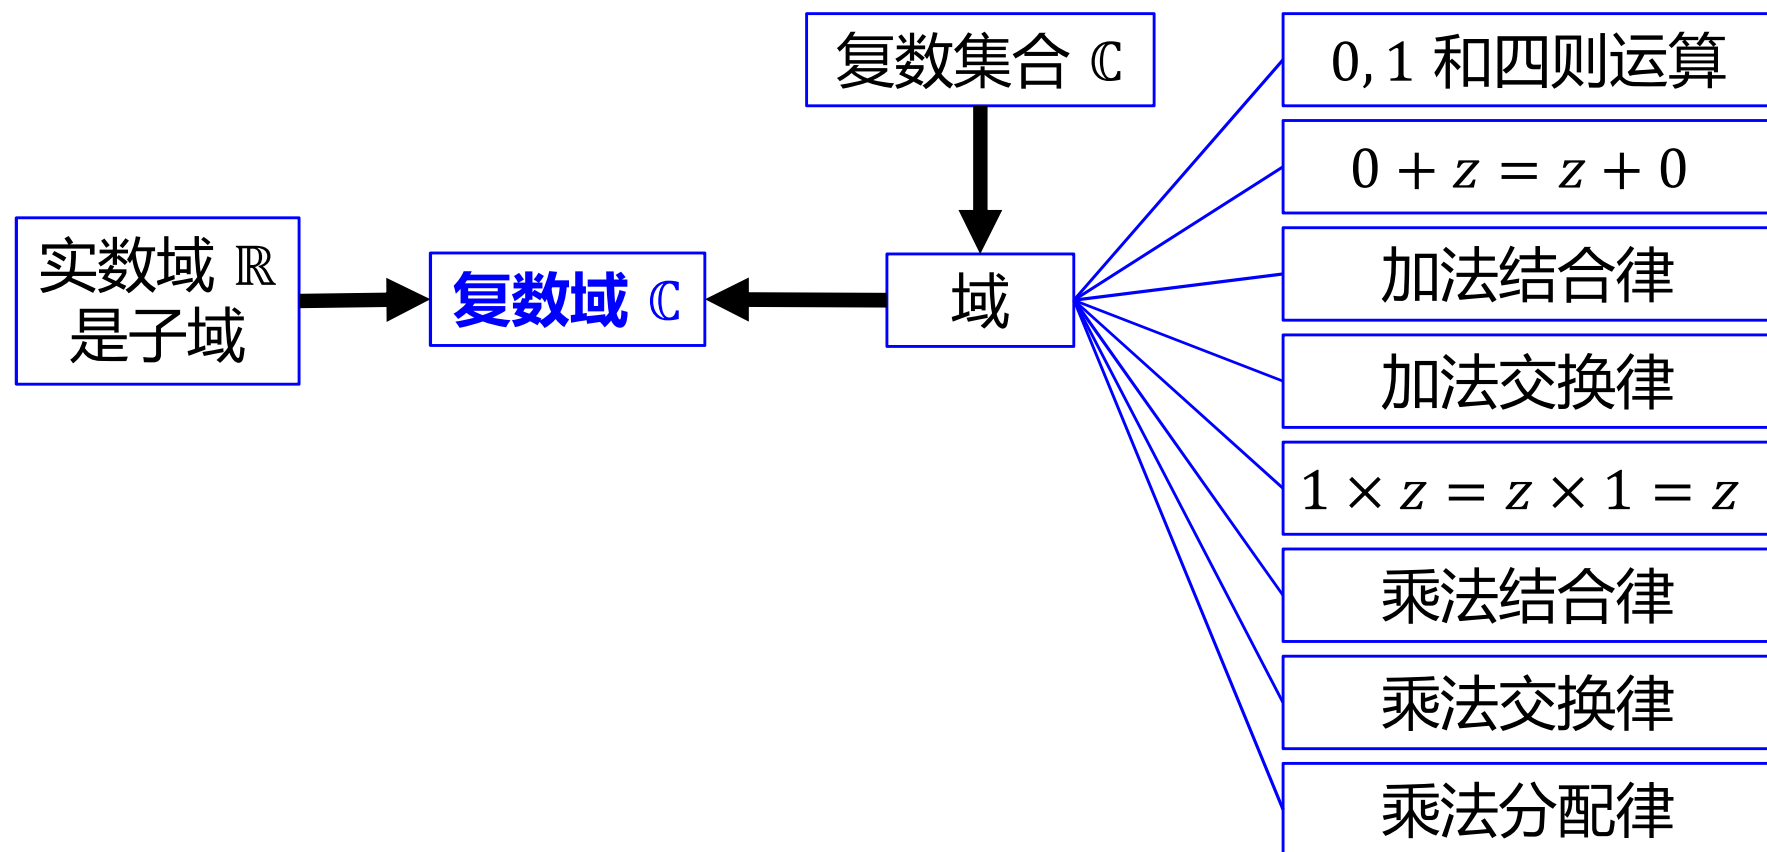 复数集合 ℂ
实数域 ℝ
是子域
复数域 ℂ
域
0, 1 和四则运算
0 + z = z + 0
加法结合律
加法交换律
1 × z = z × 1 = z
乘法结合律
乘法交换律
乘法分配律